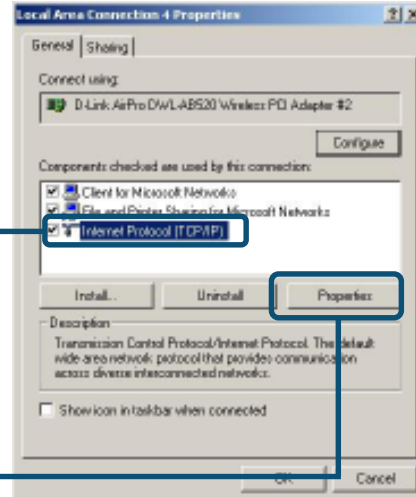 Local Area Connection 4 Properties
General
Sharing
Connect using:
D-Link AirPro DWL-AB520 Wireless PCI Adapter #2
Configure
Components checked are used by this connection:
Client for Microsoft Networks
File and Printer Sharing for Microsoft Networks
Internet Protocol (TCP/IP)
Install...
Uninstall
Properties
Description
Transmission Control Protocol/Internet Protocol. The default
wide area network protocol that provides communication
across diverse interconnected networks.
Show icon in taskbar when connected
OK
Cancel